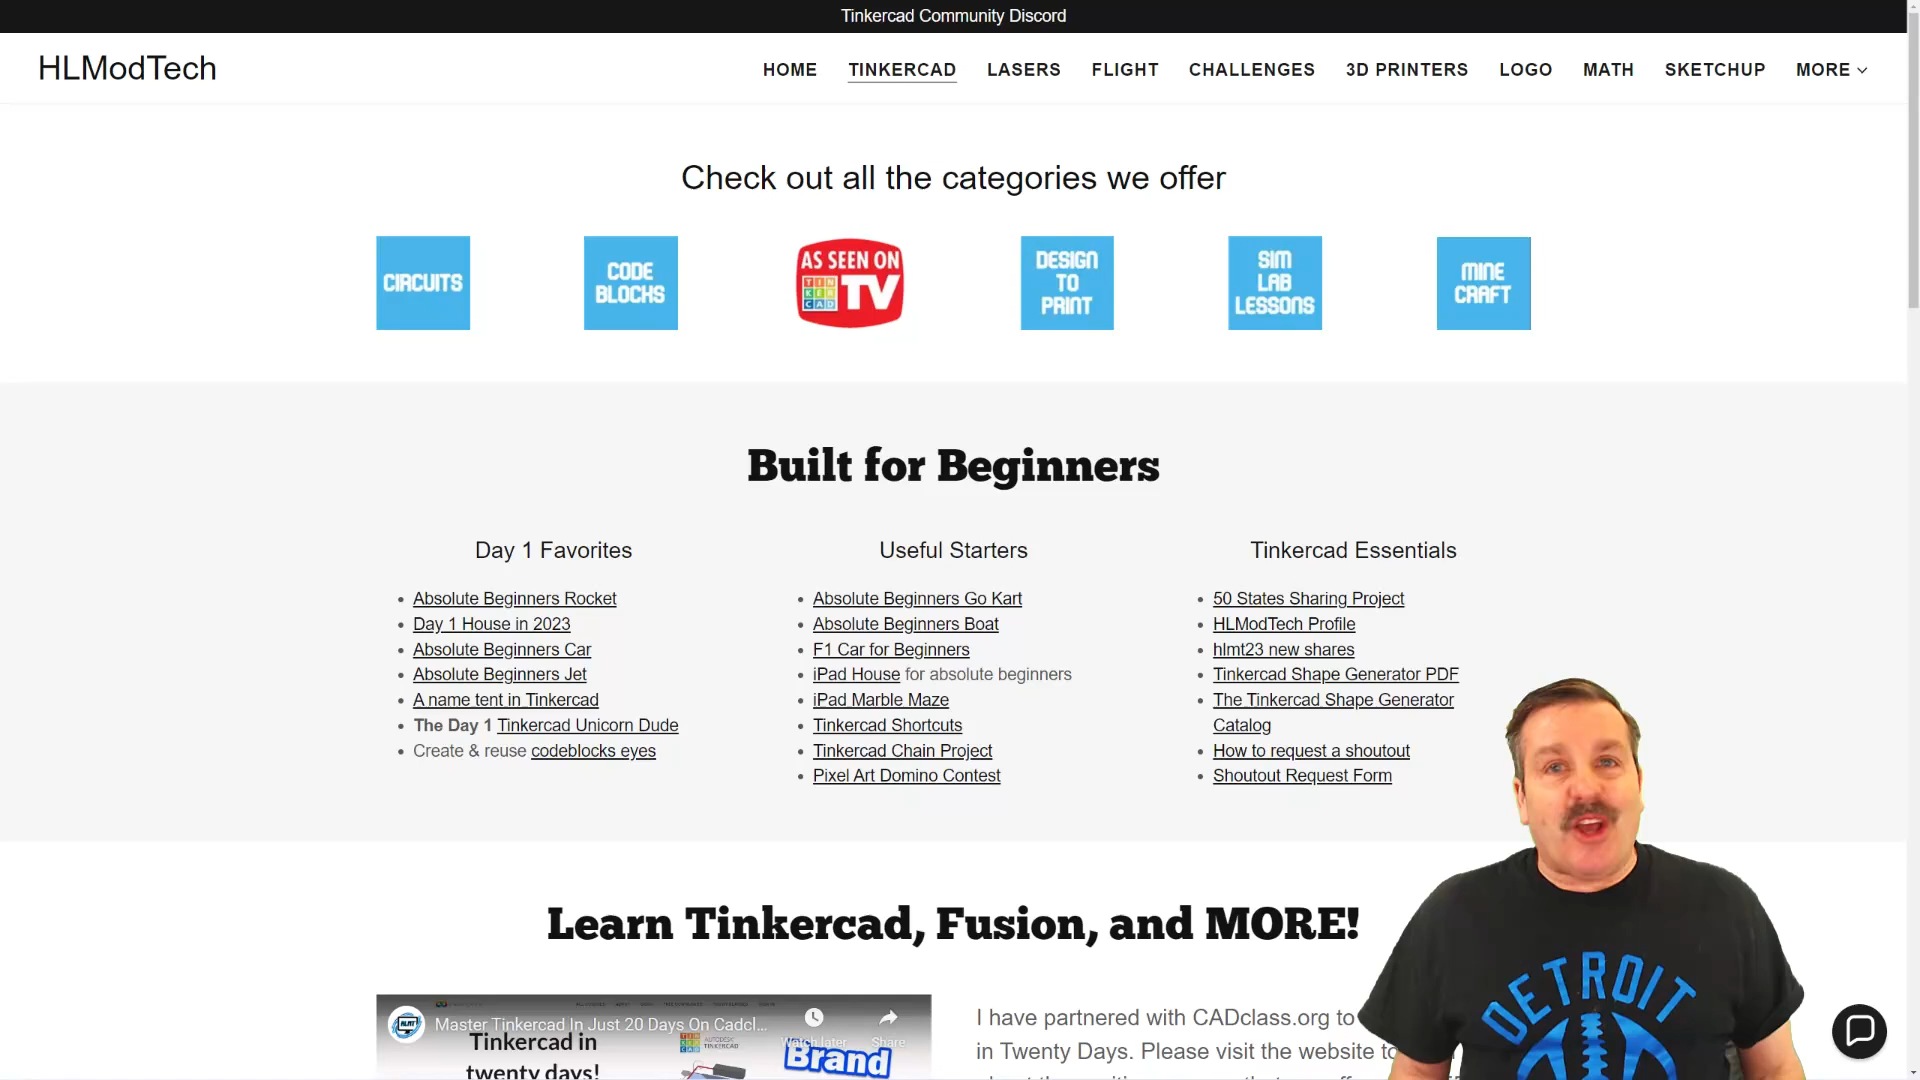 Tinkercad Community Discord
HLModTech
HOME TINKERCAD LASERS FLIGHT CHALLENGES 3D PRINTERS LOGO MATH SKETCHUP MORE
Check out all the categories we offer
CIRCUITS
CODE
BLOCKS
AS SEEN ON
TIN
KER
CAD
TV
DESIGN
TO
PRINT
SIM
LAB
LESSONS
MINE
CRAFT
Built for Beginners
Day 1 Favorites
Absolute Beginners Rocket
Day 1 House in 2023
Absolute Beginners Car
Absolute Beginners Jet
A name tent in Tinkercad
The Day 1 Tinkercad Unicorn Dude
Create & reuse codeblocks eyes
Useful Starters
Absolute Beginners Go Kart
Absolute Beginners Boat
F1 Car for Beginners
iPad House for absolute beginners
iPad Marble Maze
Tinkercad Shortcuts
Tinkercad Chain Project
Pixel Art Domino Contest
Tinkercad Essentials
50 States Sharing Project
HLModTech Profile
hlmt23 new shares
Tinkercad Shape Generator PDF
The Tinkercad Shape Generator
Catalog
How to request a shoutout
Shoutout Request Form
Learn Tinkercad, Fusion, and MORE!
HLMT
Master Tinkercad In Just 20 Days On Cadcl...
Watch later
Share
Tinkercad in
twenty days!
AUTODESK
TINKERCAD
Brand
I have partnered with CADclass.org to
in Twenty Days. Please visit the website to
DETROIT